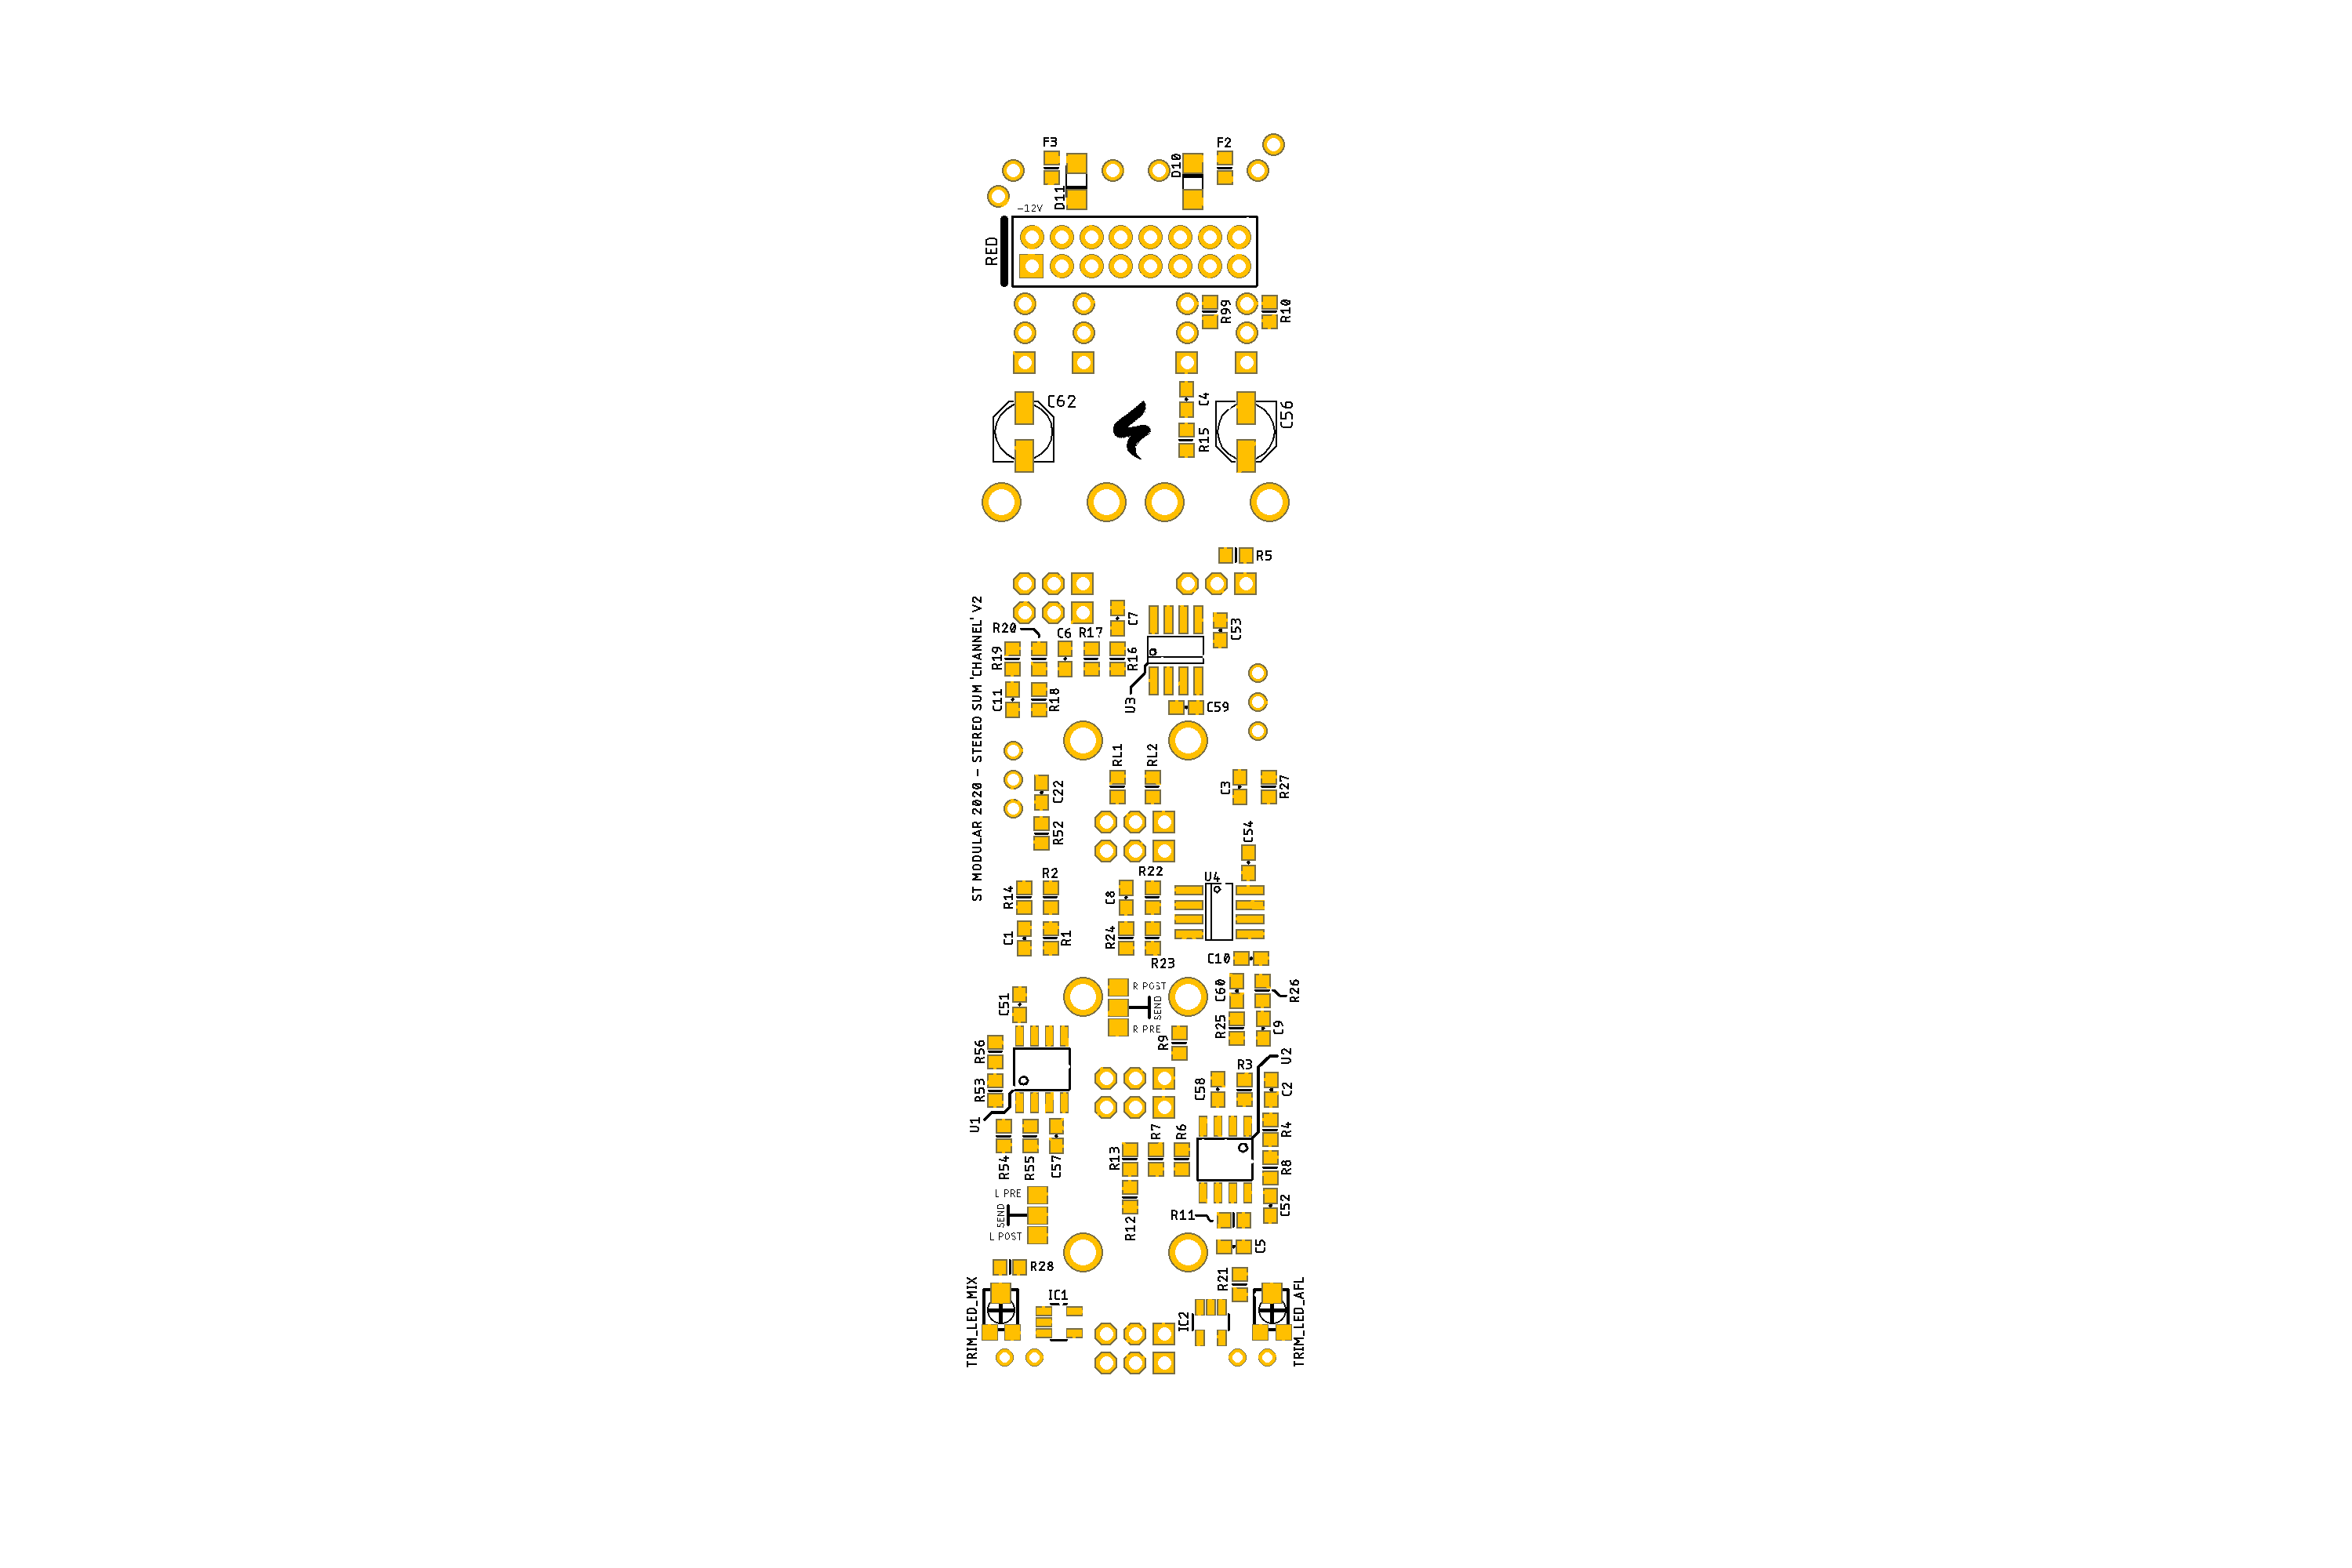 F3
F2
D10
D11
-12V
RED
R99
R10
C62
C4
C56
R15
R5
ST MODULAR 2020 - STEREO SUM 'CHANNEL' V2
C7
R20
C6
R17
C53
R19
R16
C11
R18
U3
C59
RL1
RL2
C22
C3
R27
R52
C54
R2
R22
U4
R14
C8
C1
R1
R24
R23
C10
R POST
SEND
R PRE
C60
R26
C51
R25
C9
R9
R56
U2
R3
R53
C58
C2
U1
R4
R7
R6
R54
R55
C57
R13
R8
L PRE
SEND
L POST
C52
R12
R11
C5
R28
R21
TRIM_LED_MIX
IC1
IC2
TRIM_LED_AFL